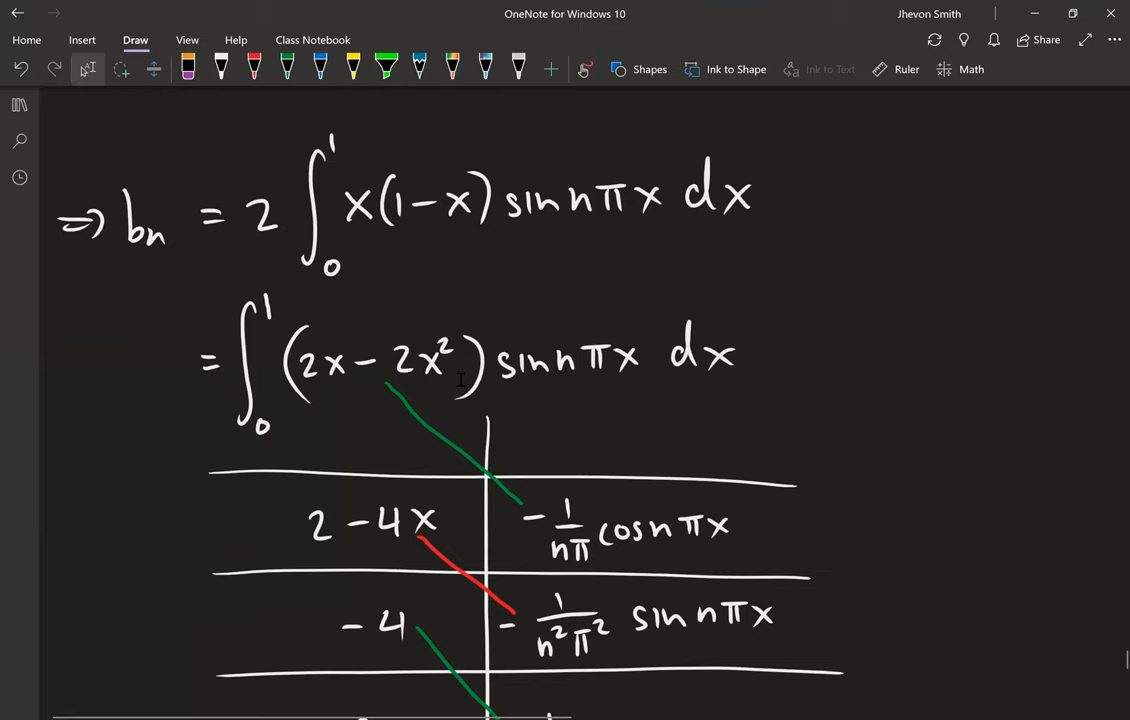 OneNote for Windows 10
Jhevon Smith
Home Insert Draw View Help Class Notebook
Share
Shapes Ink to Shape Ink to Text Ruler Math
⇒ bₙ = 2 ∫₀¹ x(1-x) sin nπx dx
= ∫₀¹ (2x - 2x²) sin nπx dx
2 - 4x | - 1/nπ cos nπx
- 4 | - 1/n²π² sin nπx